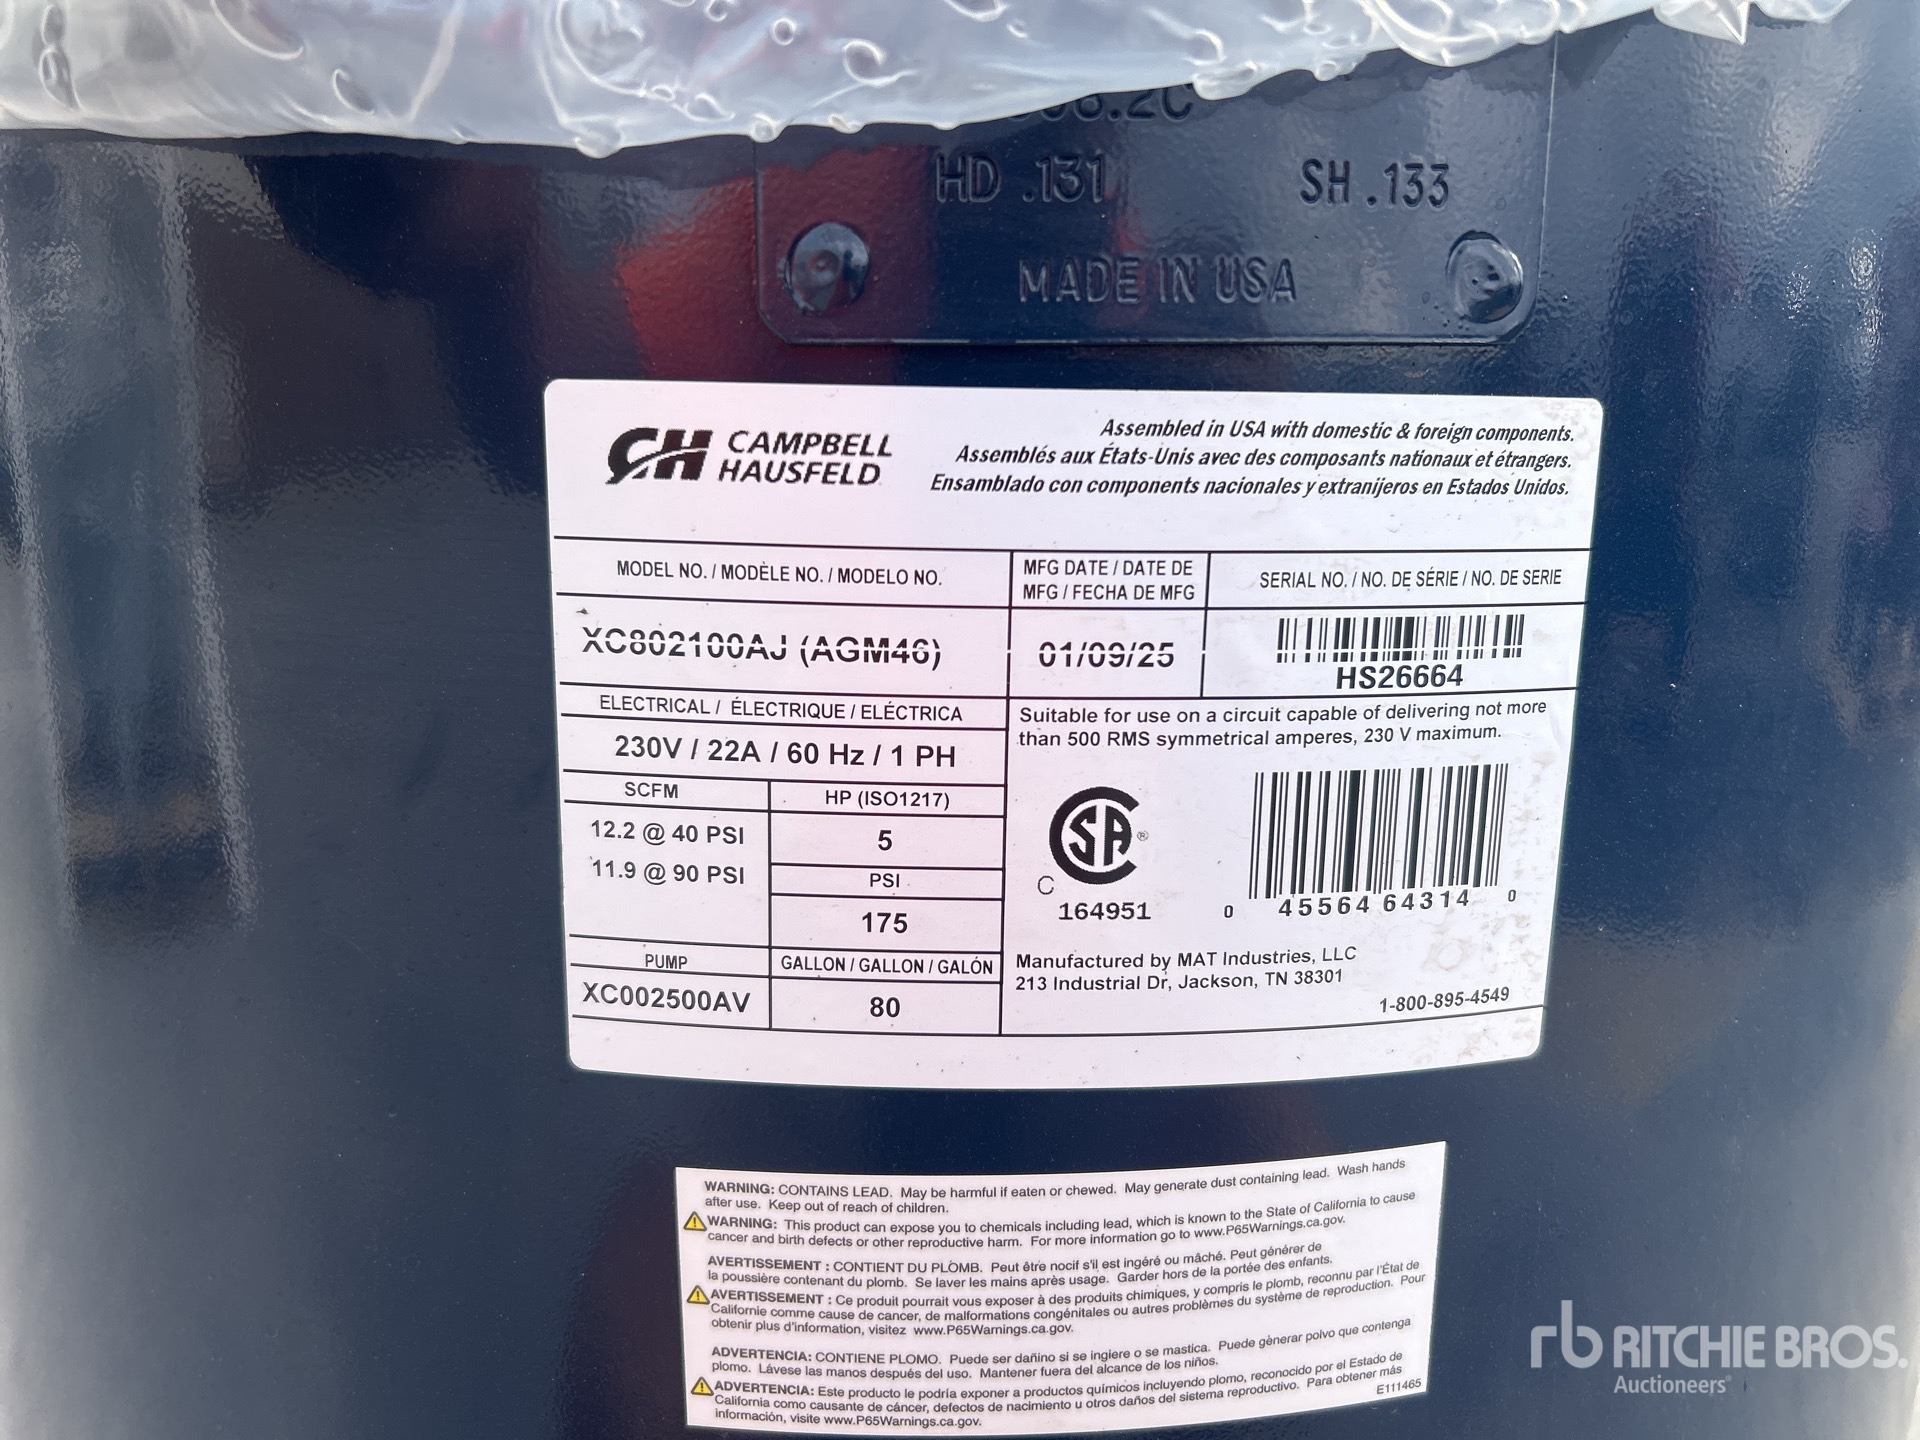 HD .131 SH .133
MADE IN USA
CH CAMPBELL HAUSFELD
Assembled in USA with domestic & foreign components.
Assemblés aux États-Unis avec des composants nationaux et étrangers.
Ensamblado con componentes nacionales y extranjeros en Estados Unidos.
MODEL NO. / MODÈLE NO. / MODELO NO.
XC802100AJ (AGM46)
MFG DATE / DATE DE
MFG / FECHA DE MFG
01/09/25
SERIAL NO. / NO. DE SÉRIE / NO. DE SERIE
HS26664
ELECTRICAL / ÉLECTRIQUE / ELÉCTRICA
230V / 22A / 60 Hz / 1 PH
SCFM
12.2 @ 40 PSI
11.9 @ 90 PSI
HP (ISO1217)
5
PSI
175
PUMP
XC002500AV
GALLON / GALLON / GALÓN
80
Suitable for use on a circuit capable of delivering not more
than 500 RMS symmetrical amperes, 230 V maximum.
CSA ®
C
164951
0 45564 64314 0
Manufactured by MAT Industries, LLC
213 Industrial Dr, Jackson, TN 38301
1-800-895-4549
WARNING: CONTAINS LEAD. May be harmful if eaten or chewed. May generate dust containing lead. Wash hands
after use. Keep out of reach of children.
WARNING: This product can expose you to chemicals including lead, which is known to the State of California to cause
cancer and birth defects or other reproductive harm. For more information go to www.P65Warnings.ca.gov.
AVERTISSEMENT : CONTIENT DU PLOMB. Peut être nocif s'il est ingéré ou mâché. Peut générer de
la poussière contenant du plomb. Se laver les mains après usage. Garder hors de la portée des enfants.
AVERTISSEMENT : Ce produit pourrait vous exposer à des produits chimiques, y compris le plomb, reconnu par l'État de
Californie comme cause de cancer, de malformations congénitales ou autres problèmes du système de reproduction. Pour
obtenir plus d'information, visitez www.P65Warnings.ca.gov.
ADVERTENCIA: CONTIENE PLOMO. Puede ser dañino si se ingiere o se mastica. Puede gènerar polvo que contenga
plomo. Lávese las manos después del uso. Mantener fuera del alcance de los niños.
ADVERTENCIA: Este producto le podría exponer a productos químicos incluyendo plomo, reconocido por el Estado de
California como causante de cáncer, defectos de nacimiento u otros daños del sistema reproductivo. Para obtener más
información, visite www.P65Warnings.ca.gov.
E111465
rb RITCHIE BROS.
Auctioneers